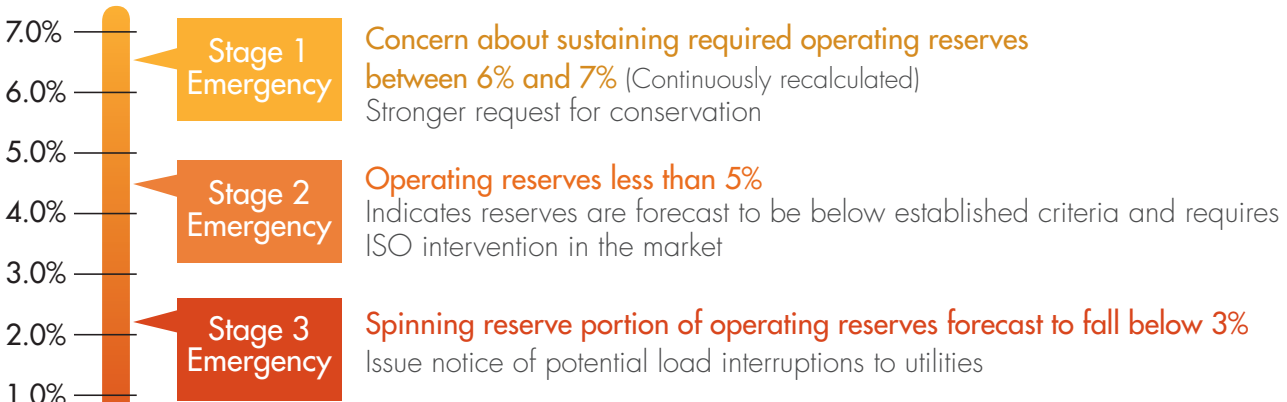 7.0%
6.0%
5.0%
4.0%
3.0%
2.0%
1.0%
Stage 1
Emergency
Concern about sustaining required operating reserves
between 6% and 7% (Continuously recalculated)
Stronger request for conservation
Stage 2
Emergency
Operating reserves less than 5%
Indicates reserves are forecast to be below established criteria and requires
ISO intervention in the market
Stage 3
Emergency
Spinning reserve portion of operating reserves forecast to fall below 3%
Issue notice of potential load interruptions to utilities